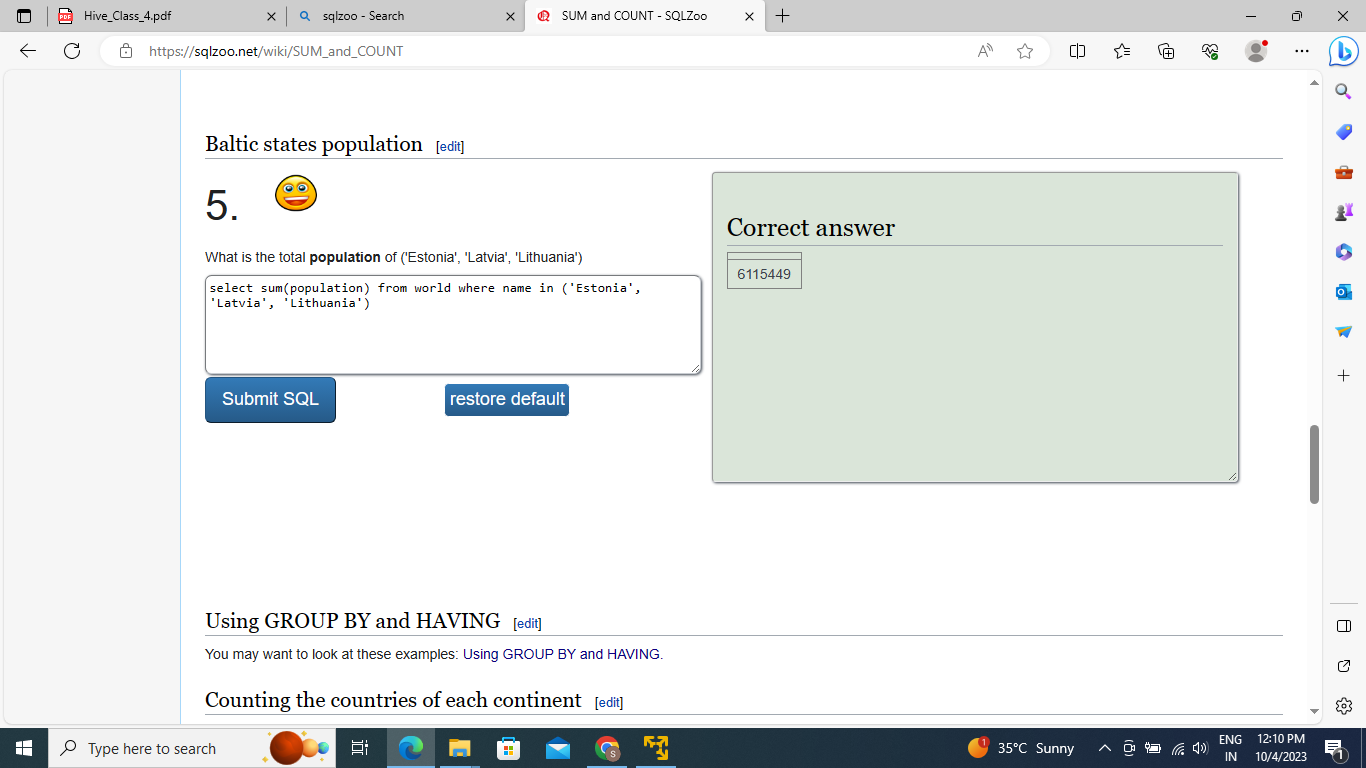 Hive_Class_4.pdf
sqlzoo - Search
SUM and COUNT - SQLZoo
https://sqlzoo.net/wiki/SUM_and_COUNT
Baltic states population [edit]
5.
What is the total population of ('Estonia', 'Latvia', 'Lithuania')
select sum(population) from world where name in ('Estonia',
'Latvia', 'Lithuania')
Submit SQL
restore default
Correct answer
6115449
Using GROUP BY and HAVING [edit]
You may want to look at these examples: Using GROUP BY and HAVING.
Counting the countries of each continent [edit]
Type here to search
1
35°C Sunny
ENG
IN
12:10 PM
10/4/2023
1